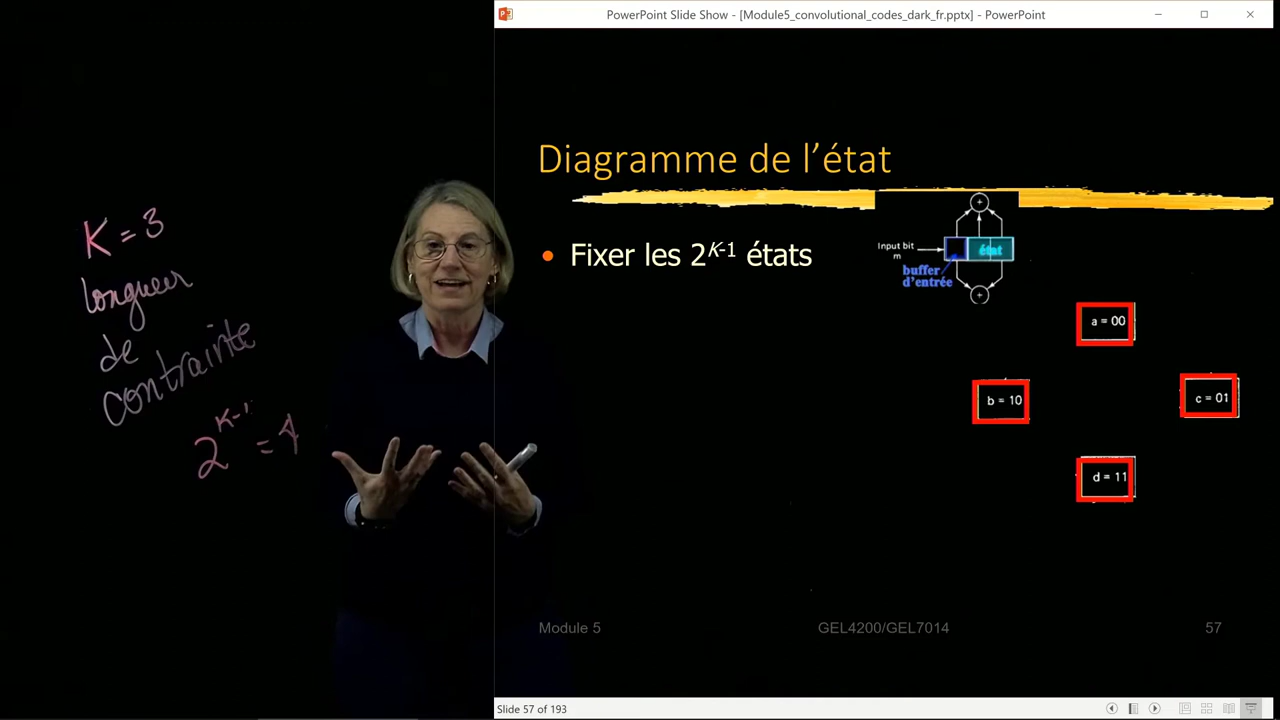 PowerPoint Slide Show - [Module5_convolutional_codes_dark_fr.pptx] - PowerPoint
Diagramme de l'état
K = 3
longueur
de
contrainte
2^K-1 = 4
• Fixer les 2^K-1 états
+
Input bit
m
état
buffer
d'entrée
+
a = 00
b = 10
c = 01
d = 11
Module 5
GEL4200/GEL7014
57
Slide 57 of 193